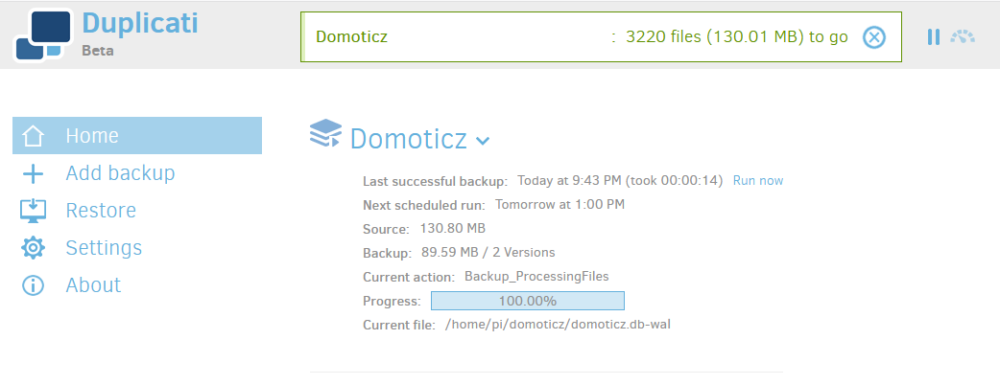 Duplicati
Beta
Domoticz : 3220 files (130.01 MB) to go
Home
Add backup
Restore
Settings
About
Domoticz
Last successful backup: Today at 9:43 PM (took 00:00:14) Run now
Next scheduled run: Tomorrow at 1:00 PM
Source: 130.80 MB
Backup: 89.59 MB / 2 Versions
Current action: Backup_ProcessingFiles
Progress: 100.00%
Current file: /home/pi/domoticz/domoticz.db-wal